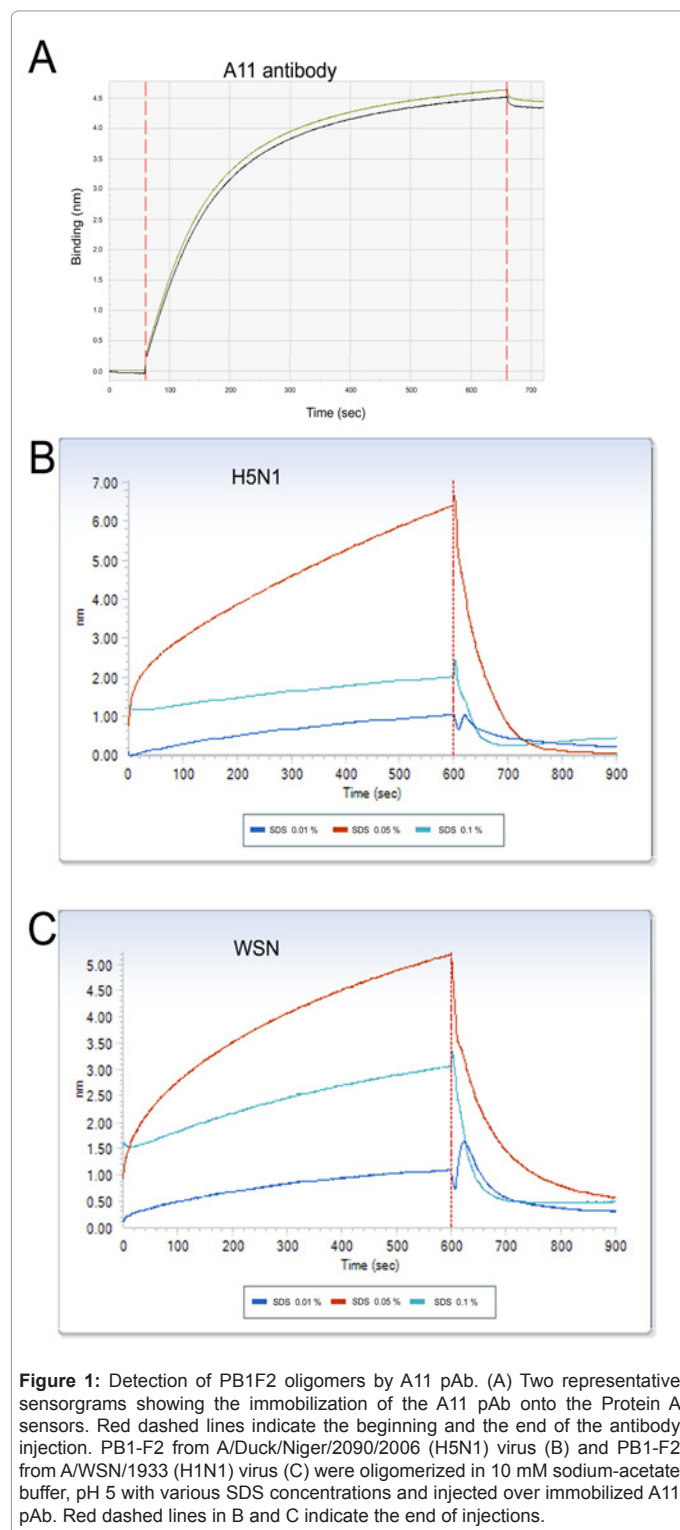 A
A11 antibody
4.5
4.0
3.5
3.0
2.5
2.0
1.5
1.0
0.5
0.0
Binding (nm)
0 100 200 300 400 500 600 700
Time (sec)
B
H5N1
7.00
6.00
5.00
4.00
3.00
2.00
1.00
0.00
nm
0 100 200 300 400 500 600 700 800 900
Time (sec)
SDS 0.01 % SDS 0.05 % SDS 0.1 %
C
WSN
5.00
4.50
4.00
3.50
3.00
2.50
2.00
1.50
1.00
0.50
0.00
nm
0 100 200 300 400 500 600 700 800 900
Time (sec)
SDS 0.01 % SDS 0.05 % SDS 0.1 %
Figure 1: Detection of PB1F2 oligomers by A11 pAb. (A) Two representative
sensorgrams showing the immobilization of the A11 pAb onto the Protein A
sensors. Red dashed lines indicate the beginning and the end of the antibody
injection. PB1-F2 from A/Duck/Niger/2090/2006 (H5N1) virus (B) and PB1-F2
from A/WSN/1933 (H1N1) virus (C) were oligomerized in 10 mM sodium-acetate
buffer, pH 5 with various SDS concentrations and injected over immobilized A11
pAb. Red dashed lines in B and C indicate the end of injections.